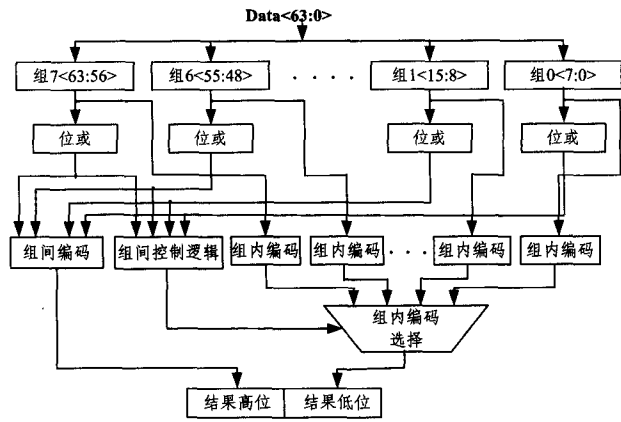 Data<63:0>
组7<63:56>
组6<55:48>
· · · ·
组1<15:8>
组0<7:0>
位或
位或
位或
位或
组间编码
组间控制逻辑
组内编码
组内编码
· · ·
组内编码
组内编码
组内编码
选择
结果高位
结果低位